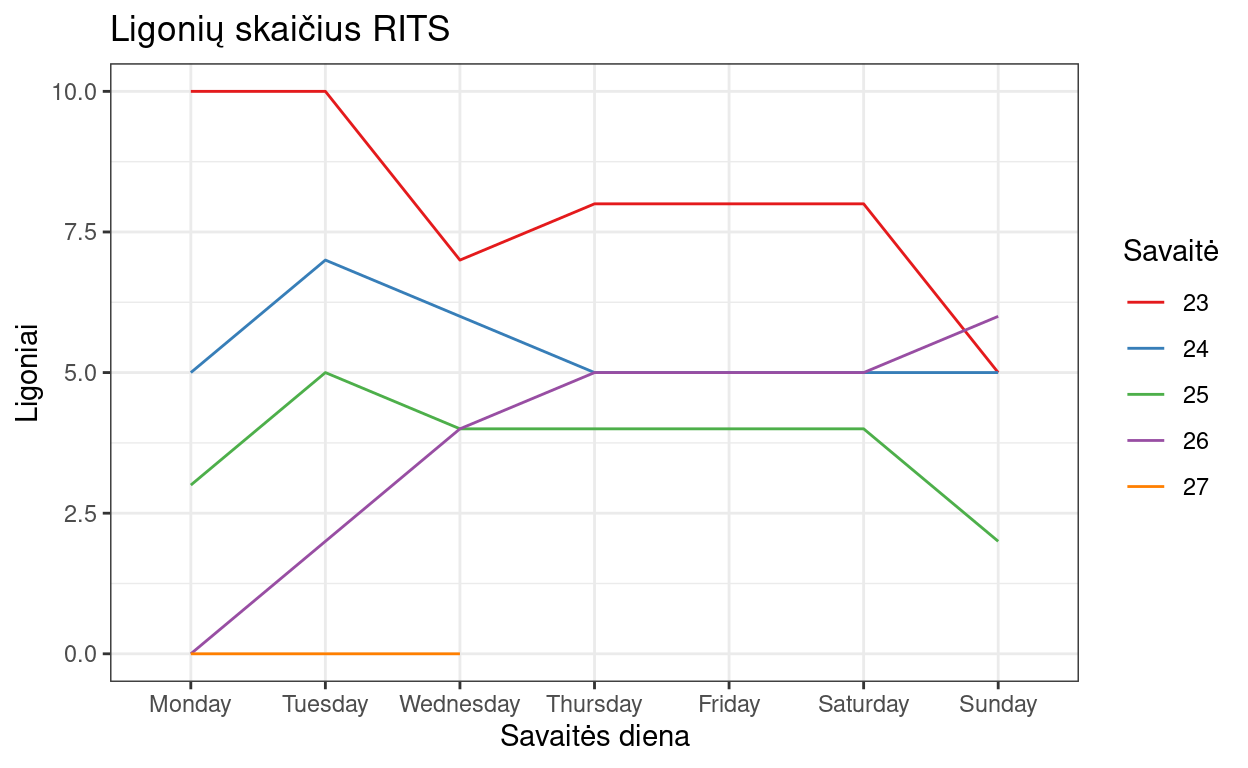 Ligonių skaičius RITS
10.0
7.5
5.0
2.5
0.0
Ligoniai
Monday Tuesday Wednesday Thursday Friday Saturday Sunday
Savaitės diena
Savaitė
23
24
25
26
27